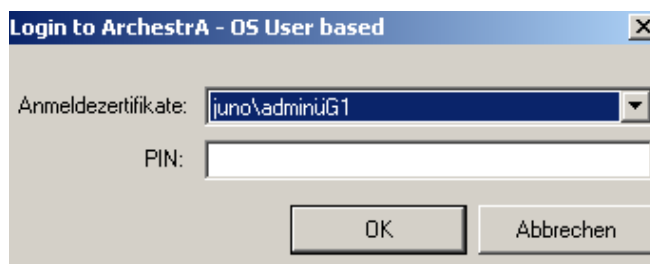 Login to ArchestrA - OS User based
Anmeldezertifikate: juno\adminüG1
PIN:
OK Abbrechen